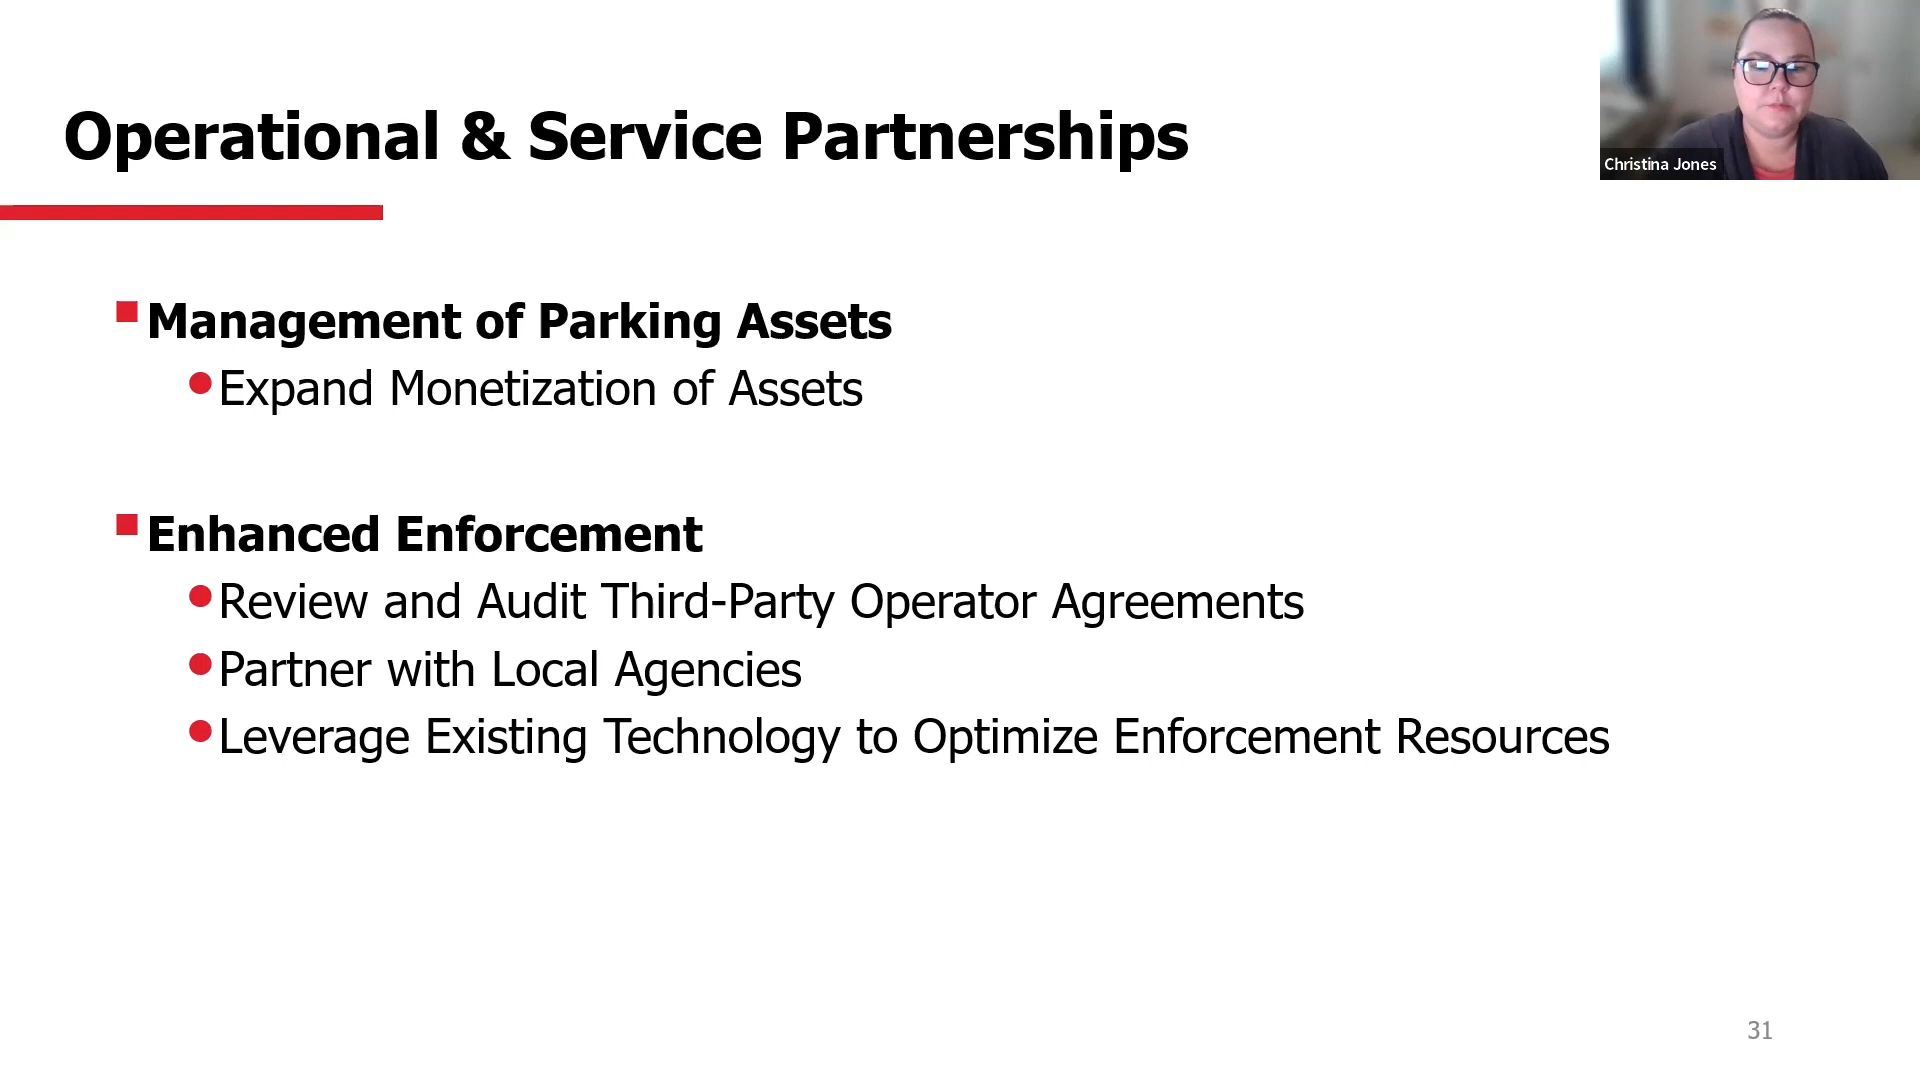 Operational & Service Partnerships
Christina Jones
Management of Parking Assets
Expand Monetization of Assets
Enhanced Enforcement
Review and Audit Third-Party Operator Agreements
Partner with Local Agencies
Leverage Existing Technology to Optimize Enforcement Resources
31